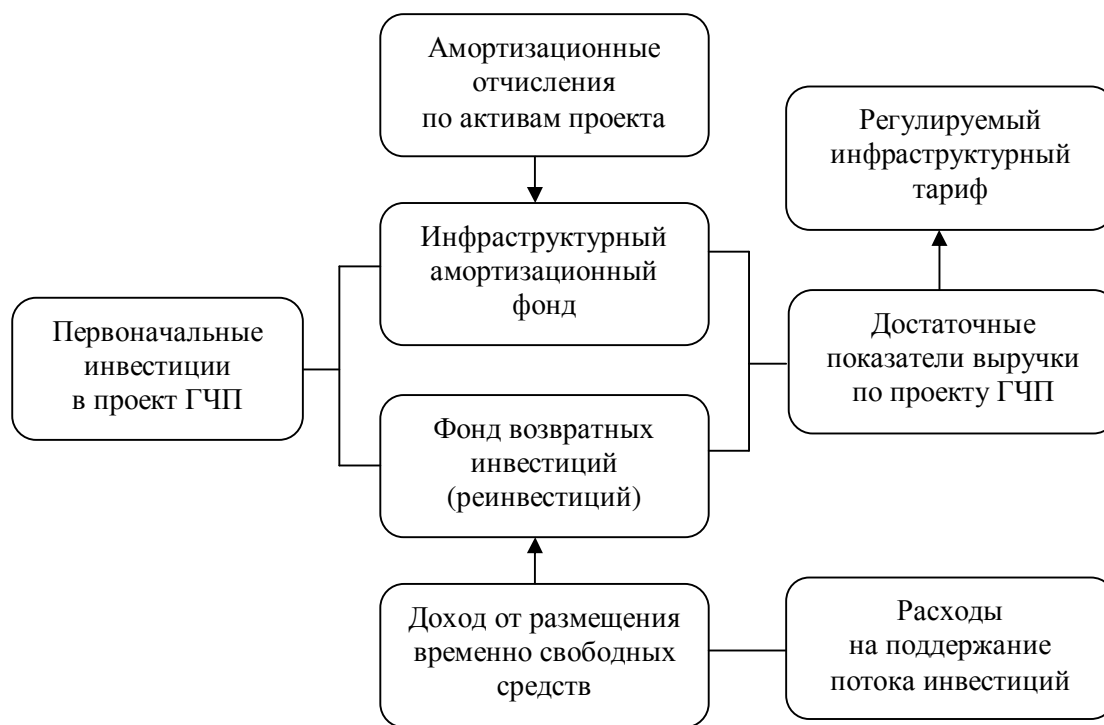 Амортизационные
отчисления
по активам проекта
Регулируемый
инфраструктурный
тариф
Инфраструктурный
амортизационный
фонд
Первоначальные
инвестиции
в проект ГЧП
Достаточные
показатели выручки
по проекту ГЧП
Фонд возвратных
инвестиций
(реинвестиций)
Доход от размещения
временно свободных
средств
Расходы
на поддержание
потока инвестиций